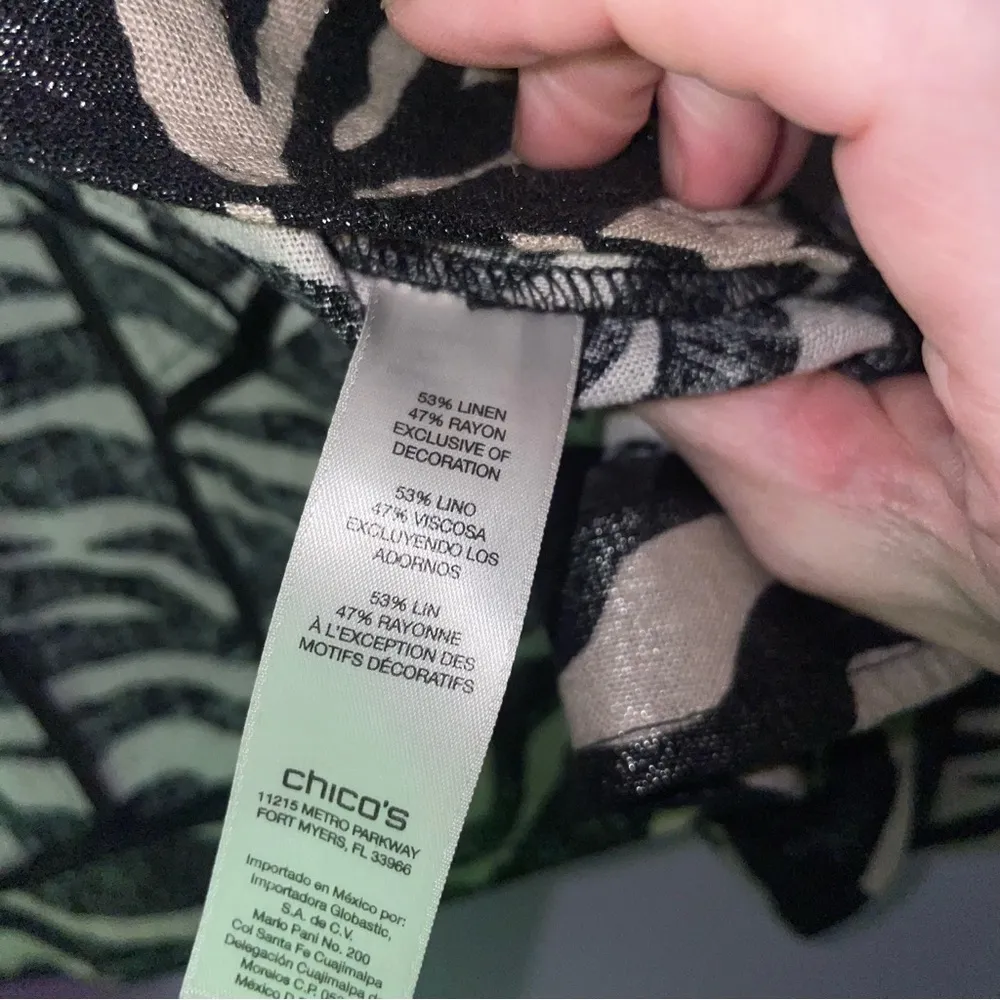 53% LINEN
47% RAYON
EXCLUSIVE OF
DECORATION
53% LINO
47% VISCOSA
EXCLUYENDO LOS
ADORNOS
53% LIN
47% RAYONNE
À L'EXCEPTION DES
MOTIFS DÉCORATIFS
chico's
11215 METRO PARKWAY
FORT MYERS, FL 33966
Importado en México por:
Importadora Globastic,
S.A. de C.V.
Mario Pani No. 200
Col Santa Fe Cuajimalpa
Delegación Cuajimalpa
Morelos C.P.
México